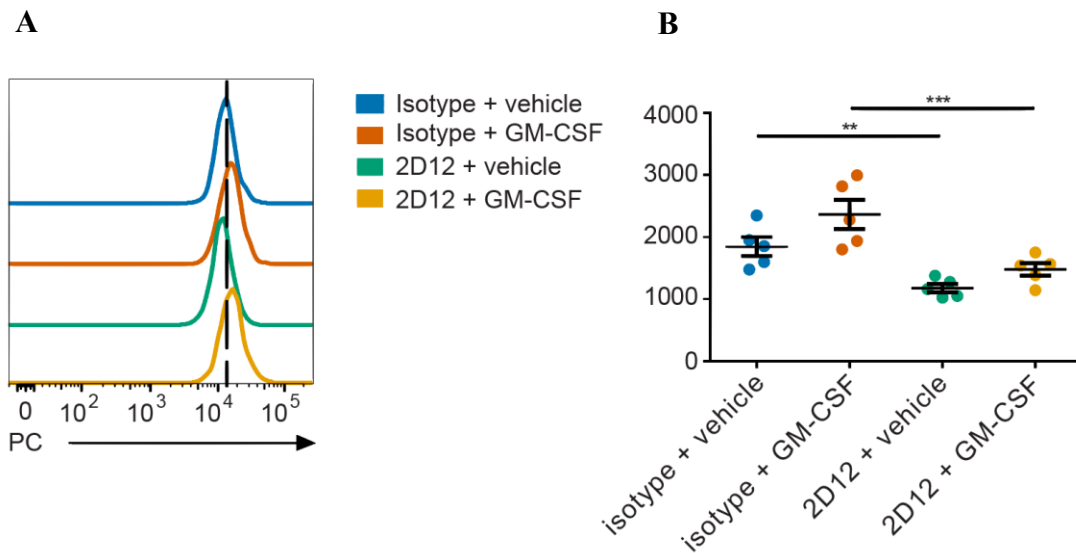 A
B
Isotype + vehicle
Isotype + GM-CSF
2D12 + vehicle
2D12 + GM-CSF
0 10² 10³ 10⁴ 10⁵
PC
***
**
4000
3000
2000
1000
0
isotype + vehicle
isotype + GM-CSF
2D12 + vehicle
2D12 + GM-CSF